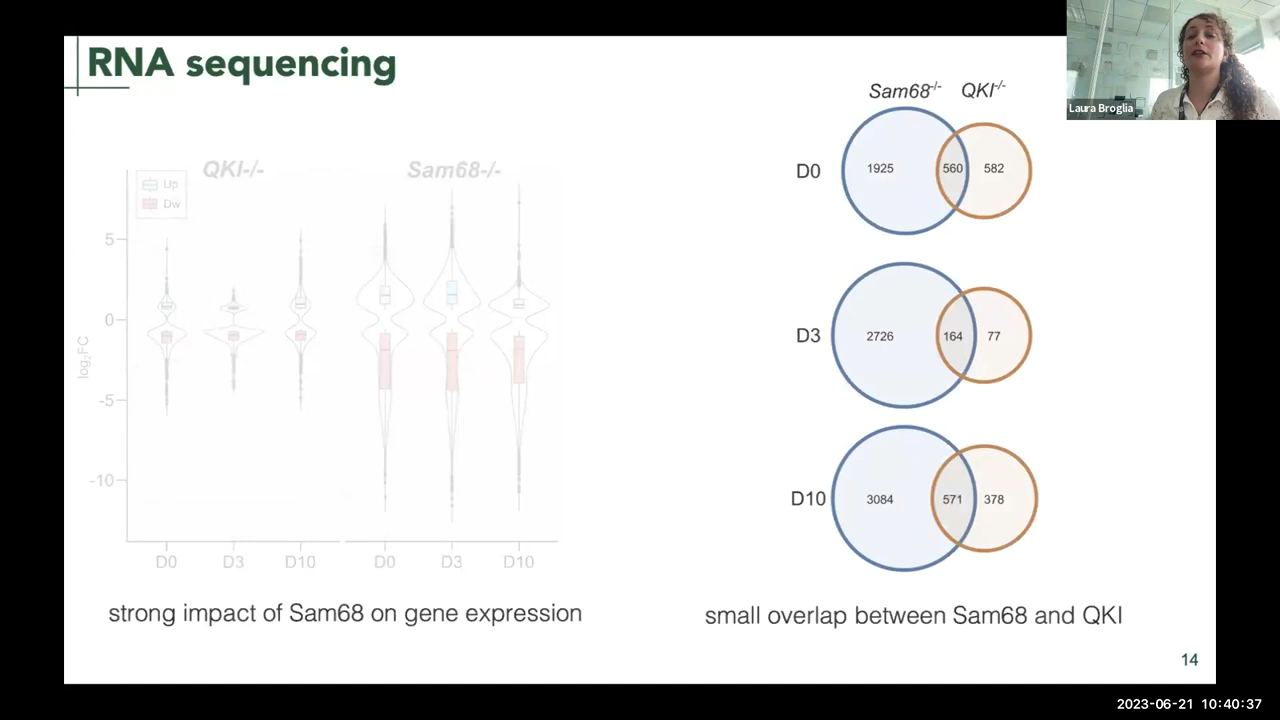 RNA sequencing
Laura Broglia
QKI-/-
Sam68-/-
Up
Dw
5
0
-5
-10
log2FC
D0
D3
D10
D0
D3
D10
strong impact of Sam68 on gene expression
Sam68-/-
QKI-/-
D0
1925
560
582
D3
2726
164
77
D10
3084
571
378
small overlap between Sam68 and QKI
14
2023-06-21 10:40:37